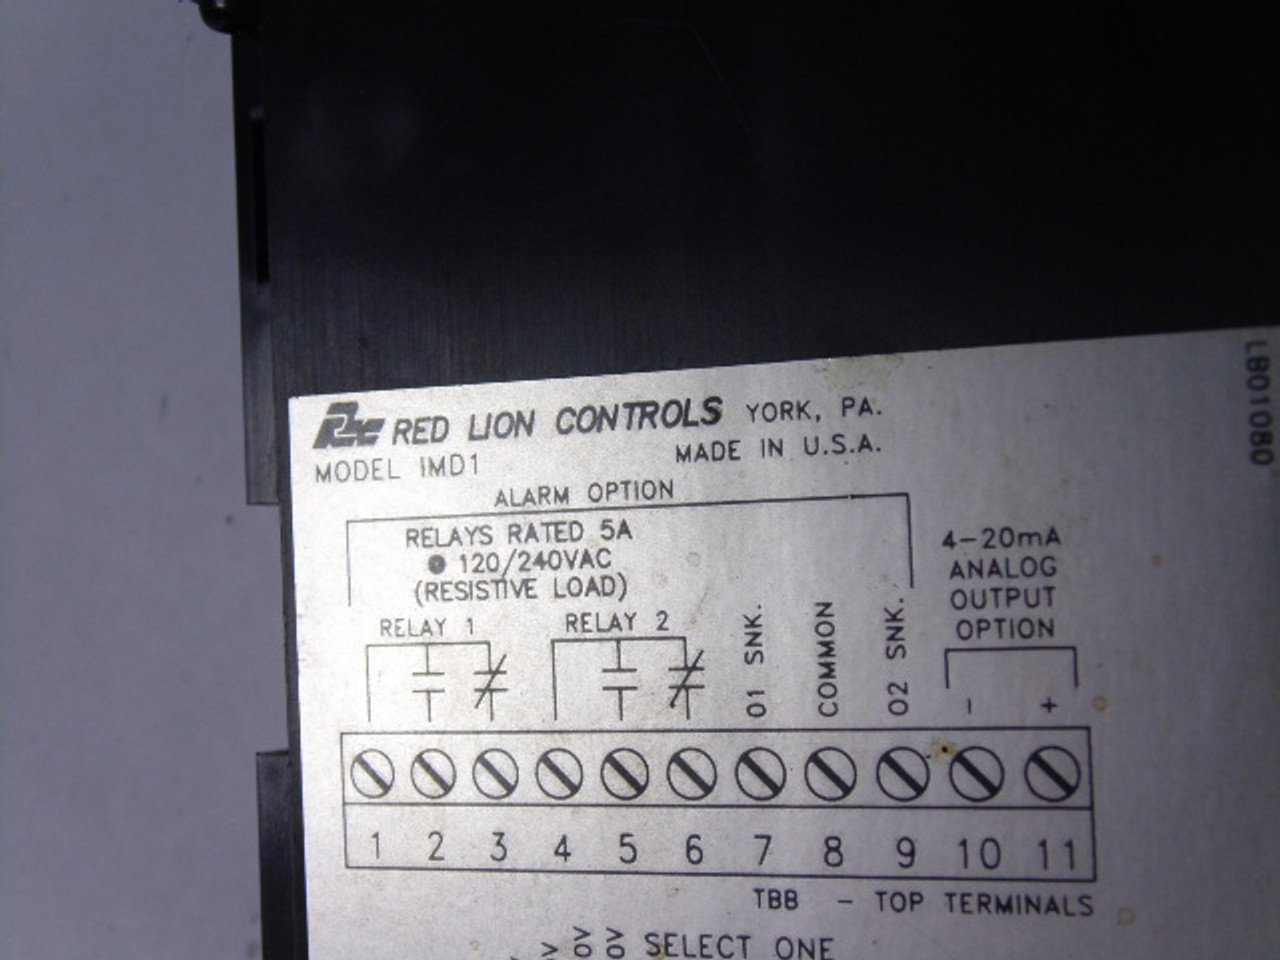 RED LION CONTROLS YORK, PA.
MODEL IMD1 MADE IN U.S.A.
LB01080
ALARM OPTION
RELAYS RATED 5A
120/240VAC
(RESISTIVE LOAD)
4-20mA
ANALOG
OUTPUT
OPTION
RELAY 1 RELAY 2
01 SNK.
COMMON
02 SNK.
- +
1 2 3 4 5 6 7 8 9 10 11
TBB - TOP TERMINALS
SELECT ONE